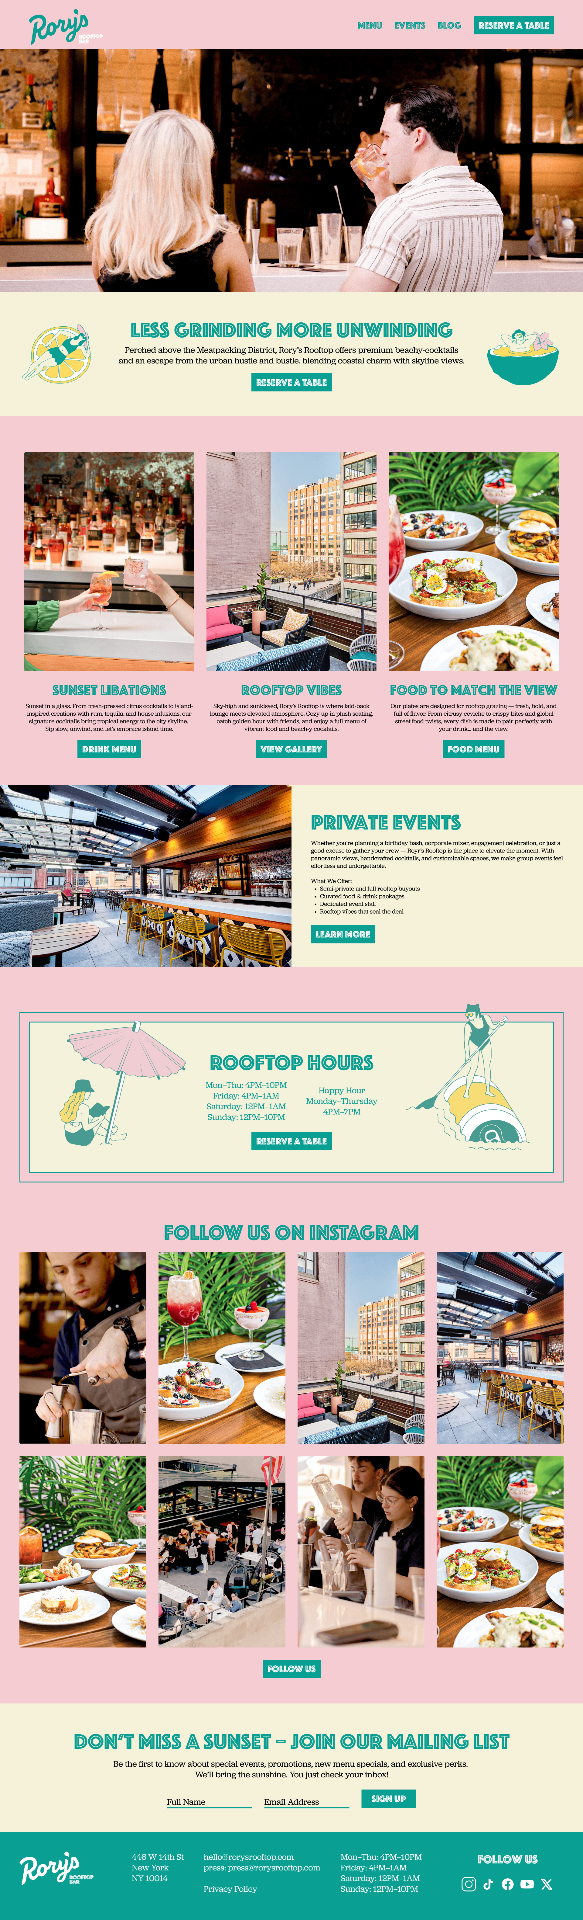 Rory's
ROOFTOP
BAR
MENU
EVENTS
BLOG
RESERVE A TABLE
LESS GRINDING MORE UNWINDING
Perched above the Meatpacking District, Rory's Rooftop offers premium beachy-cocktails
and an escape from the urban hustle and bustle, blending coastal charm with skyline views.
RESERVE A TABLE
SUNSET LIBATIONS
Sunset in a glass. From fresh-pressed citrus cocktails to island-
inspired creations with rum, tequila, and house infusions, our
signature cocktails bring tropical energy to the city skyline.
Sip slow, unwind, and let's embrace island time.
DRINK MENU
ROOFTOP VIBES
Sky-high and sunkissed, Rory's Rooftop is where laid-back
lounge meets elevated atmosphere. Cozy up in plush seating,
catch golden hour with friends, and enjoy a full menu of
vibrant food and beachy cocktails.
VIEW GALLERY
FOOD TO MATCH THE VIEW
Our plates are designed for rooftop grazing — fresh, bold, and
full of flavor. From citrusy ceviche to crispy bites and global
street food twists, every dish is made to pair perfectly with
your drink... and the view.
FOOD MENU
PRIVATE EVENTS
Whether you're planning a birthday bash, corporate mixer, engagement celebration, or just a
good excuse to gather your crew — Rory's Rooftop is the place to elevate the moment. With
panoramic views, handcrafted cocktails, and customizable spaces, we make group events feel
effortless and unforgettable.
What We Offer:
• Semi-private and full rooftop buyouts
• Curated food & drink packages
• Dedicated event staff
• Rooftop vibes that seal the deal
LEARN MORE
ROOFTOP HOURS
Mon–Thu: 4PM–10PM
Friday: 4PM–1AM
Saturday: 12PM–1AM
Sunday: 12PM–10PM
Happy Hour
Monday–Thursday
4PM–7PM
RESERVE A TABLE
FOLLOW US ON INSTAGRAM
FOLLOW US
DON'T MISS A SUNSET – JOIN OUR MAILING LIST
Be the first to know about special events, promotions, new menu specials, and exclusive perks.
We'll bring the sunshine. You just check your inbox!
Full Name
Email Address
SIGN UP
Rory's
ROOFTOP
BAR
446 W 14th St
New York
NY 10014
hello@rorysrooftop.com
press: press@rorysrooftop.com
Privacy Policy
Mon–Thu: 4PM–10PM
Friday: 4PM–1AM
Saturday: 12PM–1AM
Sunday: 12PM–10PM
FOLLOW US